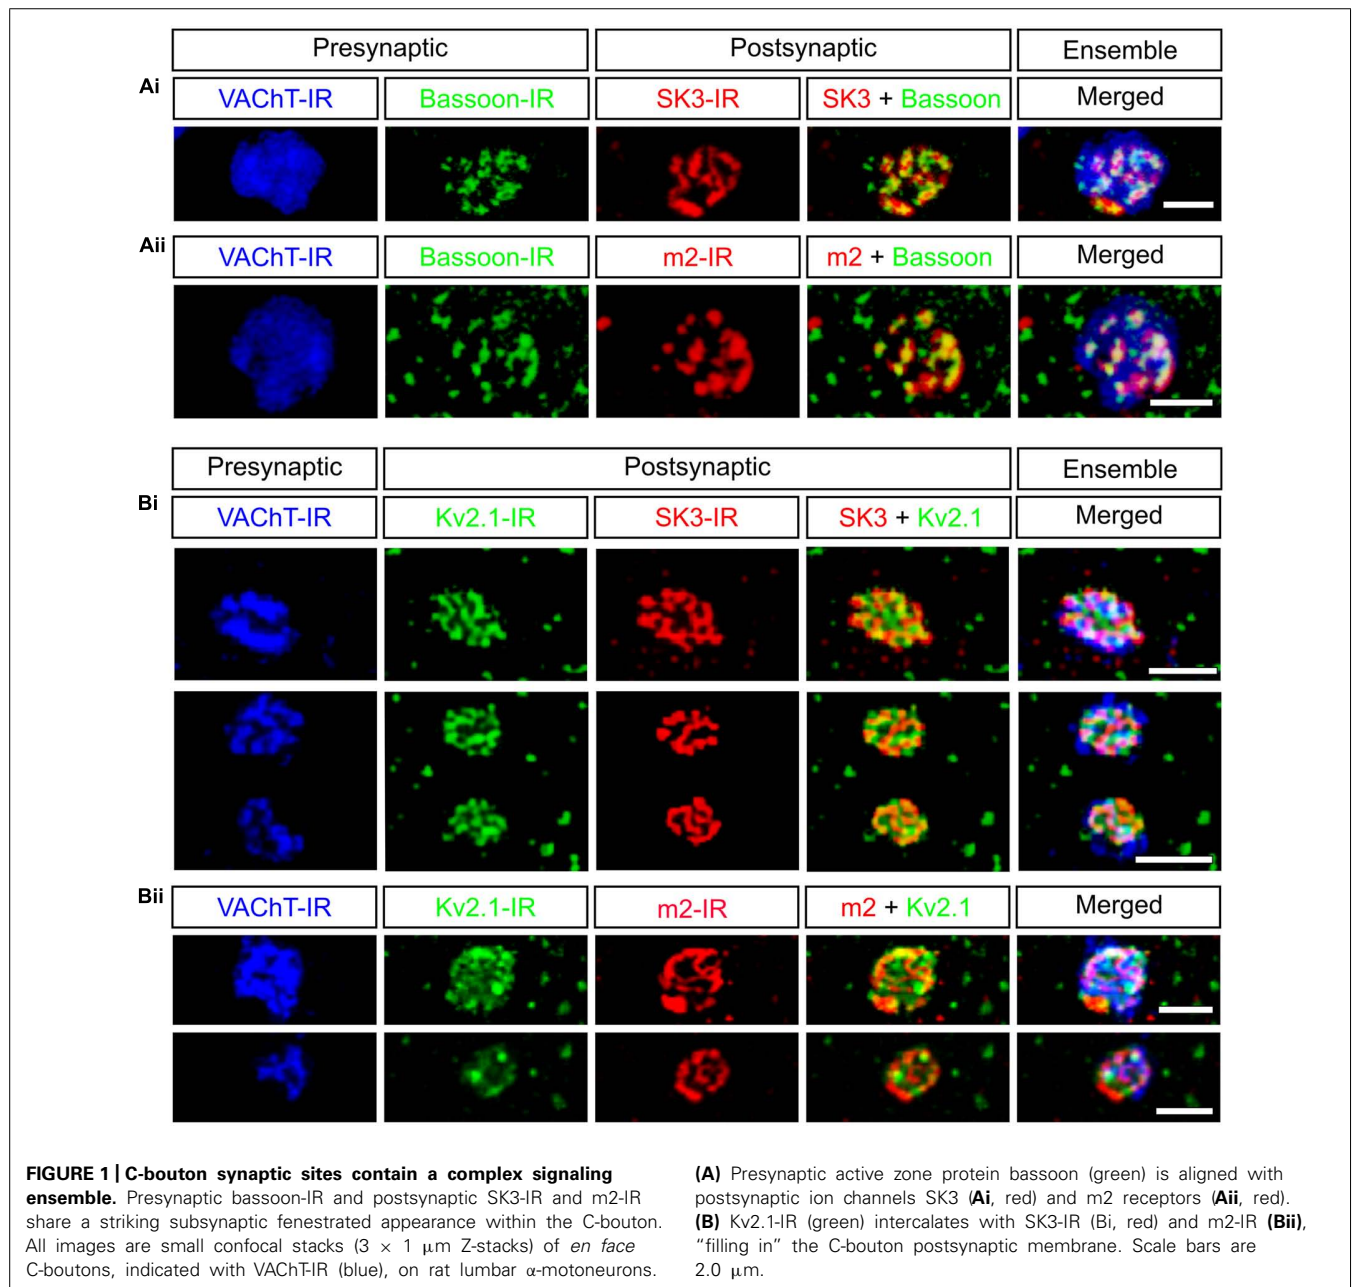 Presynaptic Postsynaptic Ensemble
Ai VAChT-IR Bassoon-IR SK3-IR SK3 + Bassoon Merged
Aii VAChT-IR Bassoon-IR m2-IR m2 + Bassoon Merged
Presynaptic Postsynaptic Ensemble
Bi VAChT-IR Kv2.1-IR SK3-IR SK3 + Kv2.1 Merged
Bii VAChT-IR Kv2.1-IR m2-IR m2 + Kv2.1 Merged
FIGURE 1 | C-bouton synaptic sites contain a complex signaling
ensemble. Presynaptic bassoon-IR and postsynaptic SK3-IR and m2-IR
share a striking subsynaptic fenestrated appearance within the C-bouton.
All images are small confocal stacks (3 × 1 μm Z-stacks) of en face
C-boutons, indicated with VAChT-IR (blue), on rat lumbar α-motoneurons.
(A) Presynaptic active zone protein bassoon (green) is aligned with
postsynaptic ion channels SK3 (Ai, red) and m2 receptors (Aii, red).
(B) Kv2.1-IR (green) intercalates with SK3-IR (Bi, red) and m2-IR (Bii),
"filling in" the C-bouton postsynaptic membrane. Scale bars are
2.0 μm.